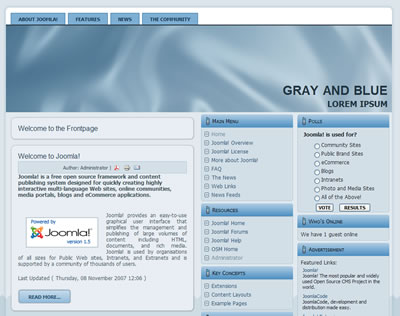 ABOUT JOOMLA! FEATURES NEWS THE COMMUNITY
GRAY AND BLUE
LOREM IPSUM
Welcome to the Frontpage
Welcome to Joomla!
Author: Administrator |
Joomla! is a free open source framework and content
publishing system designed for quickly creating highly
interactive multi-language Web sites, online communities,
media portals, blogs and eCommerce applications.
Powered by
Joomla!
version 1.5
Joomla! provides an easy-to-use
graphical user interface that
simplifies the management and
publishing of large volumes of
content including HTML,
documents, and rich media.
Joomla! is used by organisations
of all sizes for Public Web sites, Intranets, and Extranets and is
supported by a community of thousands of users.
Last Updated ( Thursday, 08 November 2007 12:06 )
READ MORE...
MAIN MENU
Home
Joomla! Overview
Joomla! License
More about Joomla!
FAQ
The News
Web Links
News Feeds
RESOURCES
Joomla! Home
Joomla! Forums
Joomla! Help
OSM Home
Administrator
KEY CONCEPTS
Extensions
Content Layouts
Example Pages
POLLS
Joomla! is used for?
Community Sites
Public Brand Sites
eCommerce
Blogs
Intranets
Photo and Media Sites
All of the Above!
VOTE RESULTS
WHO'S ONLINE
We have 1 guest online
ADVERTISEMENT
Featured Links:
Joomla!
Joomla! The most popular and widely
used Open Source CMS Project in the
world.
JoomlaCode
JoomlaCode, development and
distribution made easy.